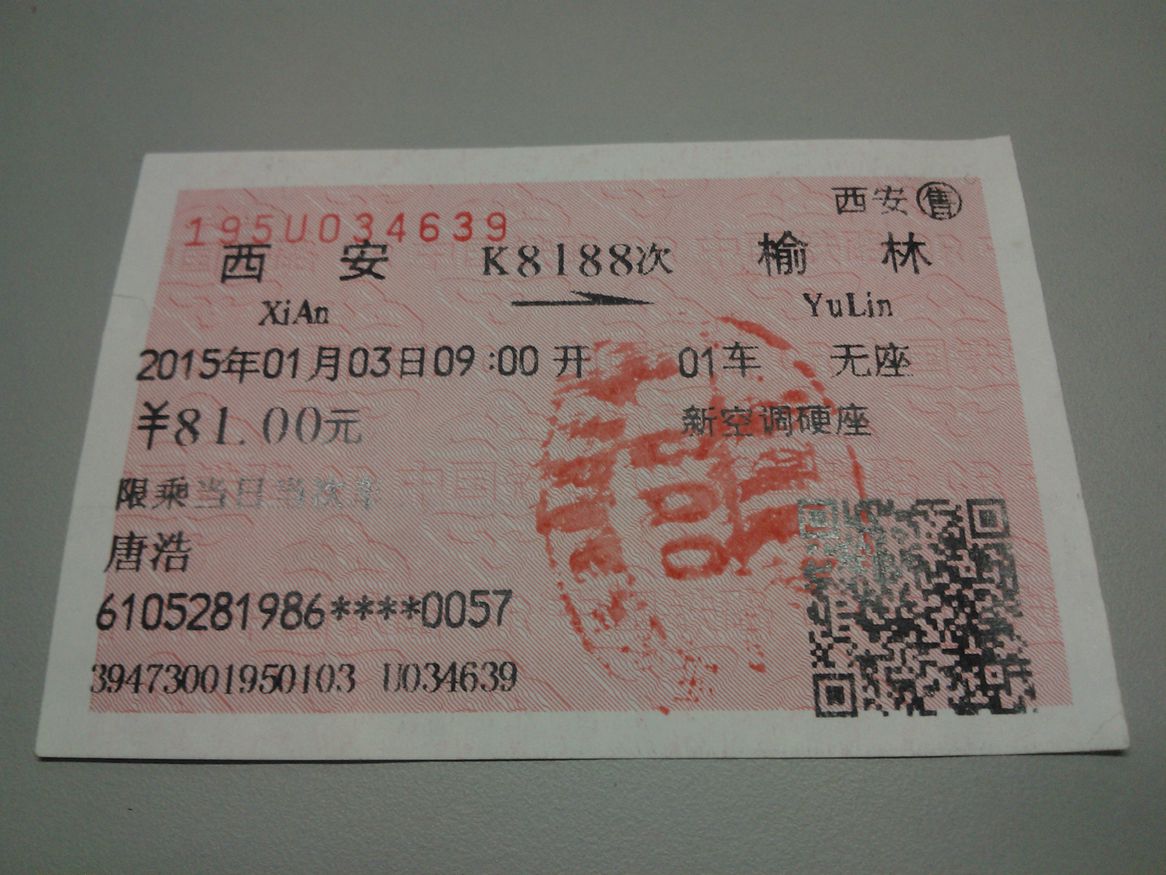 西安售
195U034639
西安 K8188次 榆林
XiAn YuLin
2015年01月03日09:00开 01车 无座
¥81.00元 新空调硬座
限乘当日当次车
唐浩
6105281986****0057
39473001950103 U034639